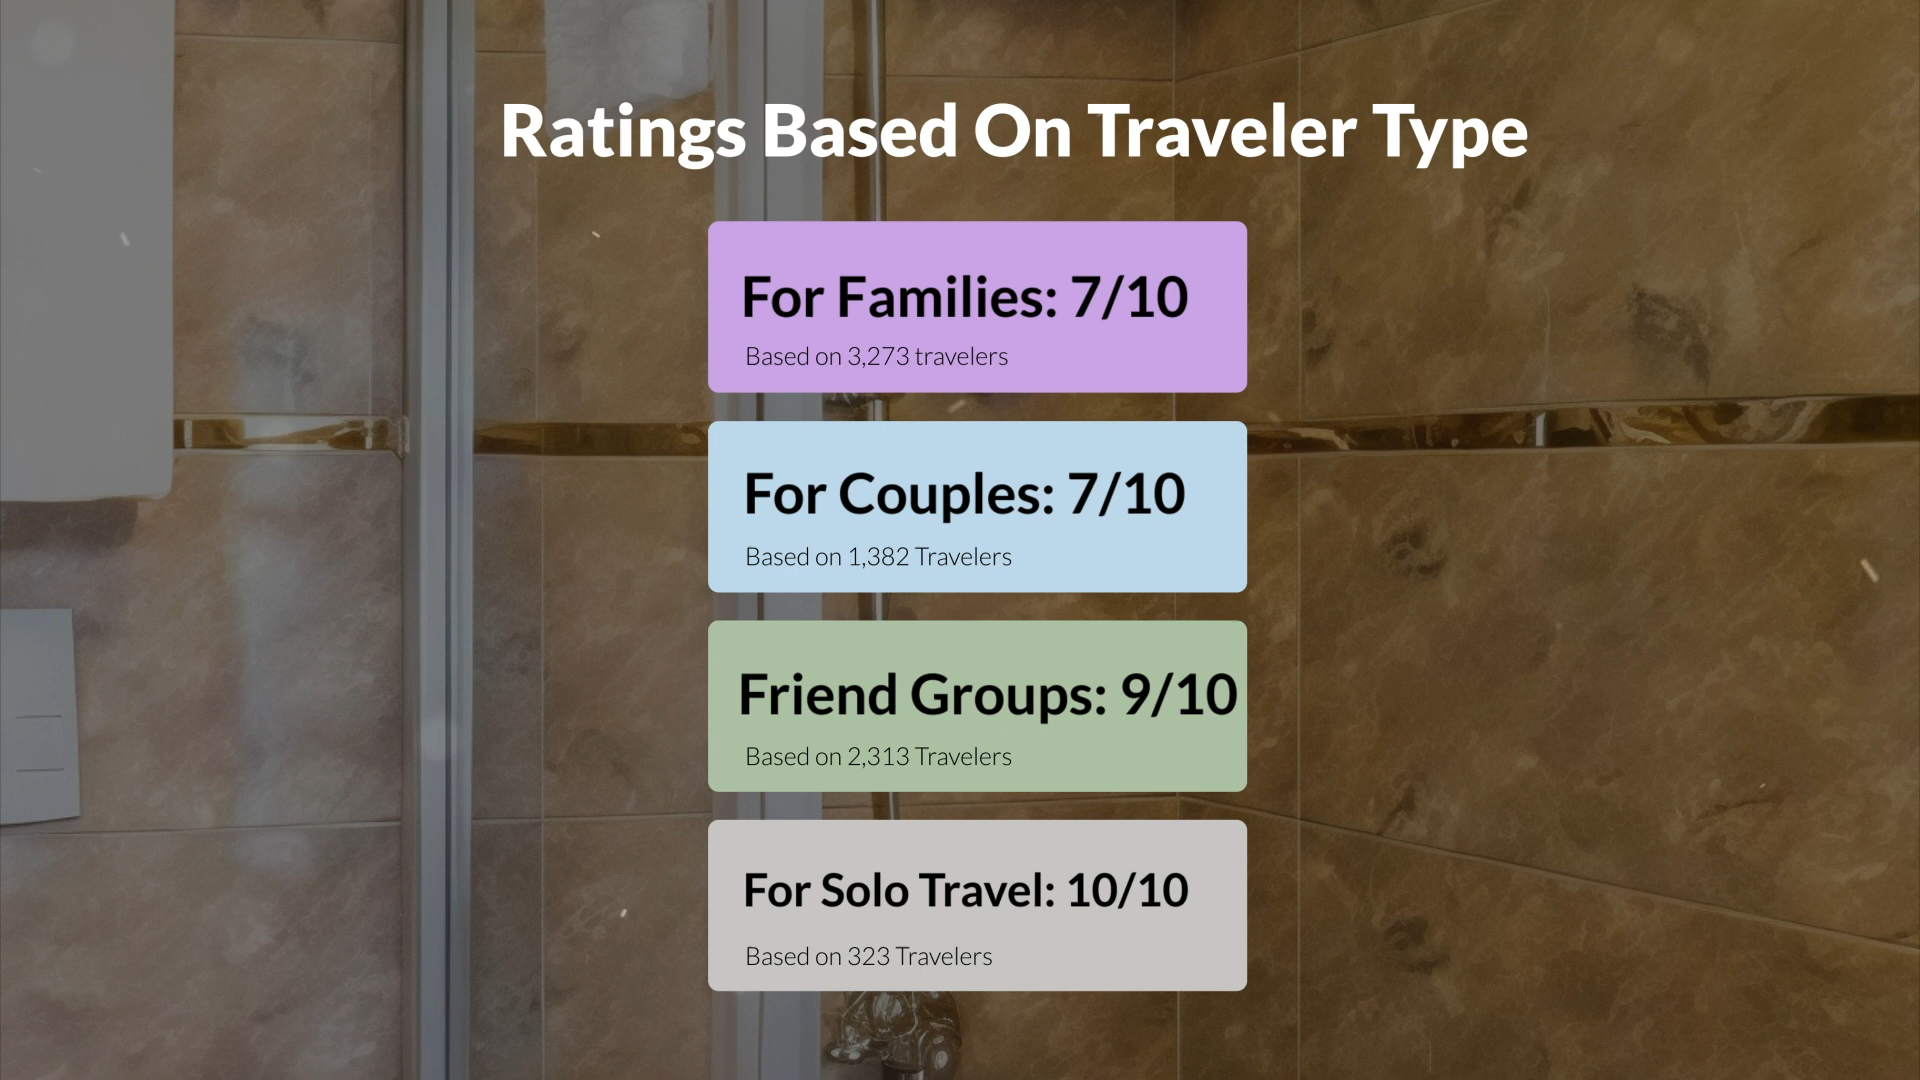 Ratings Based On Traveler Type
For Families: 7/10
Based on 3,273 travelers
For Couples: 7/10
Based on 1,382 Travelers
Friend Groups: 9/10
Based on 2,313 Travelers
For Solo Travel: 10/10
Based on 323 Travelers